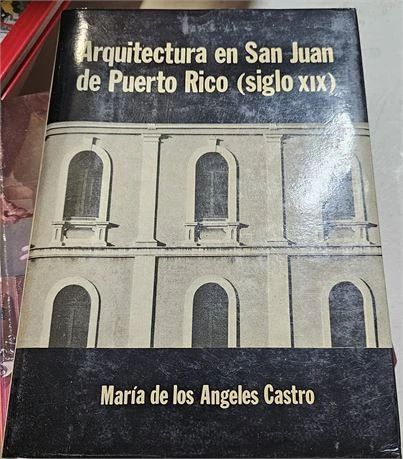 Arquitectura en San Juan
de Puerto Rico (siglo XIX)
María de los Angeles Castro